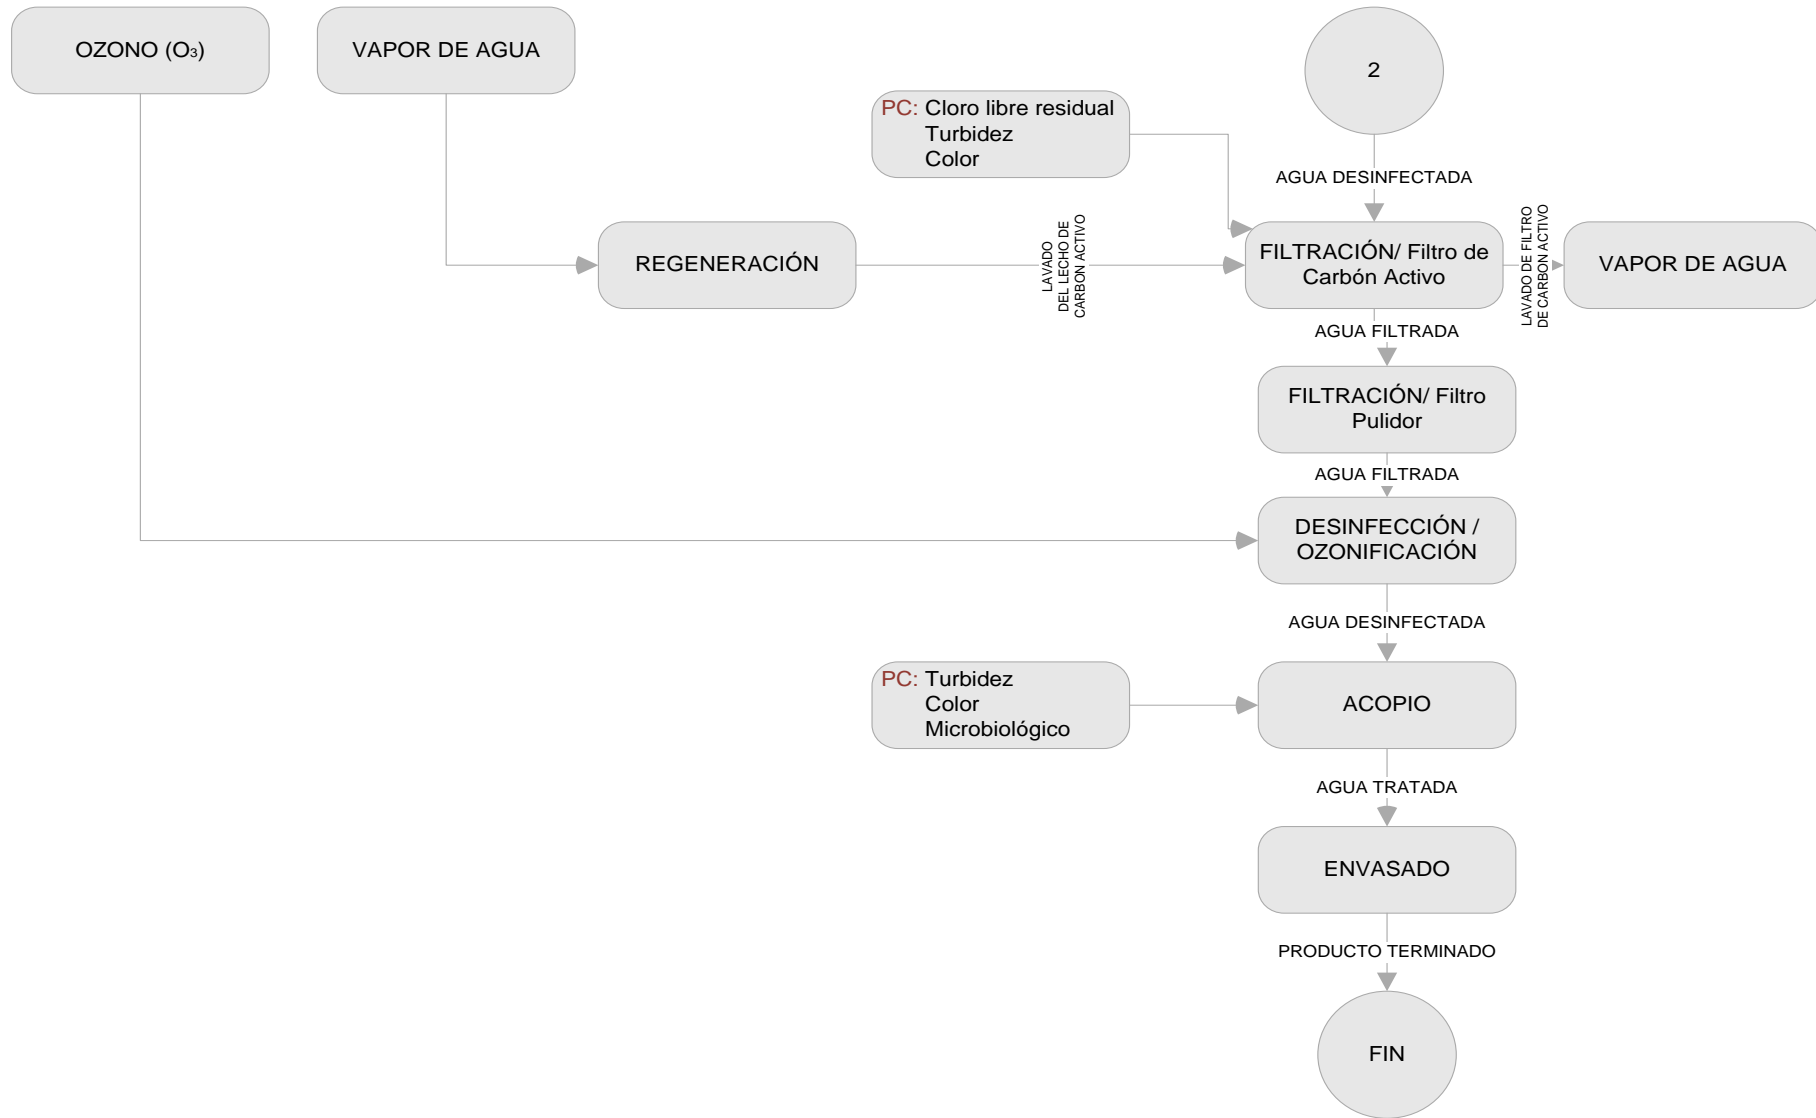 OZONO (O₃)
VAPOR DE AGUA
2
PC: Cloro libre residual
Turbidez
Color
AGUA DESINFECTADA
REGENERACIÓN
LAVADO
DEL LECHO DE
CARBON ACTIVO
FILTRACIÓN/ Filtro de
Carbón Activo
LAVADO DE FILTRO
DE CARBON ACTIVO
VAPOR DE AGUA
AGUA FILTRADA
FILTRACIÓN/ Filtro
Pulidor
AGUA FILTRADA
DESINFECCIÓN /
OZONIFICACIÓN
AGUA DESINFECTADA
PC: Turbidez
Color
Microbiológico
ACOPIO
AGUA TRATADA
ENVASADO
PRODUCTO TERMINADO
FIN